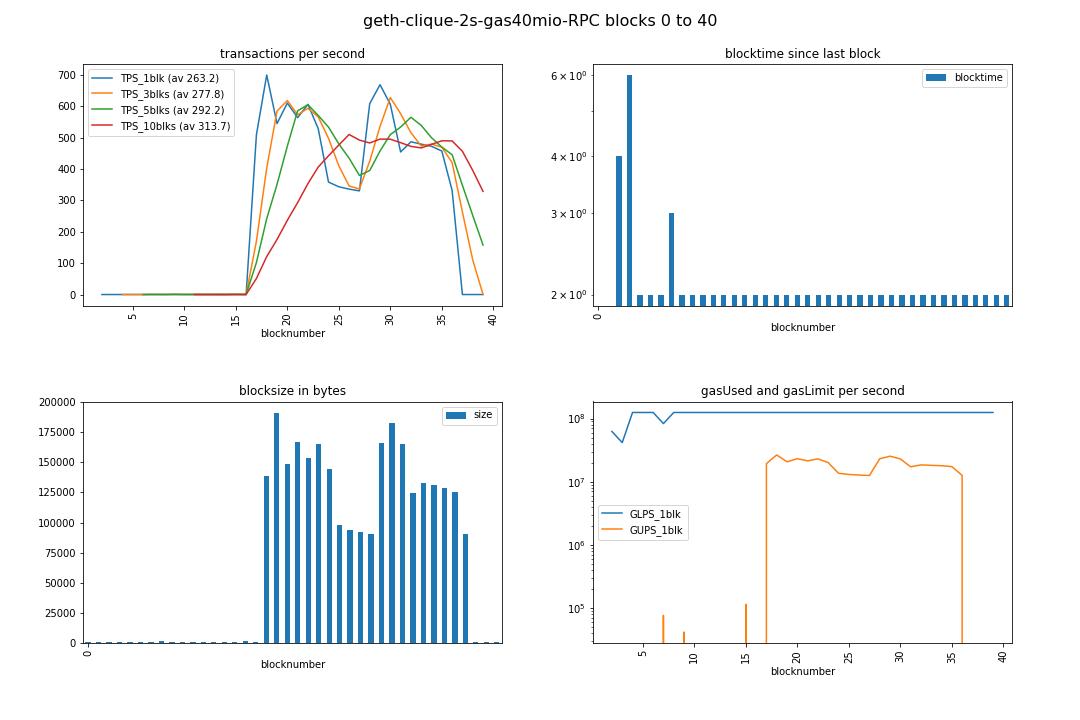 geth-clique-2s-gas40mio-RPC blocks 0 to 40
transactions per second
700
600
500
400
300
200
100
0
TPS_1blk (av 263.2)
TPS_3blks (av 277.8)
TPS_5blks (av 292.2)
TPS_10blks (av 313.7)
5 10 15 20 25 30 35 40
blocknumber
blocktime since last block
6 × 10⁰
4 × 10⁰
3 × 10⁰
2 × 10⁰
blocktime
0
blocknumber
blocksize in bytes
200000
175000
150000
125000
100000
75000
50000
25000
0
size
0
blocknumber
gasUsed and gasLimit per second
10⁸
10⁷
10⁶
10⁵
GLPS_1blk
GUPS_1blk
5 10 15 20 25 30 35 40
blocknumber